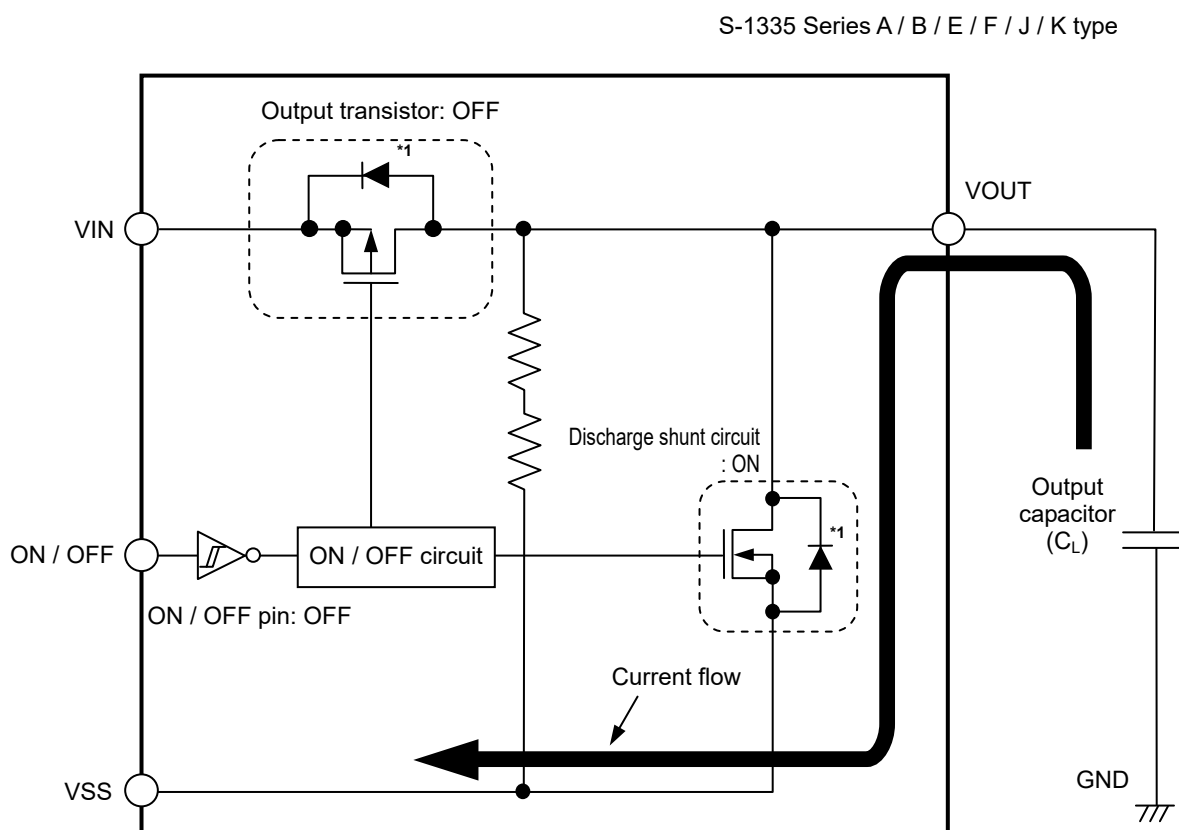 S-1335 Series A / B / E / F / J / K type
Output transistor: OFF
*1
VIN
VOUT
Discharge shunt circuit
: ON
*1
Output
capacitor
(CL)
ON / OFF
ON / OFF circuit
ON / OFF pin: OFF
Current flow
VSS
GND